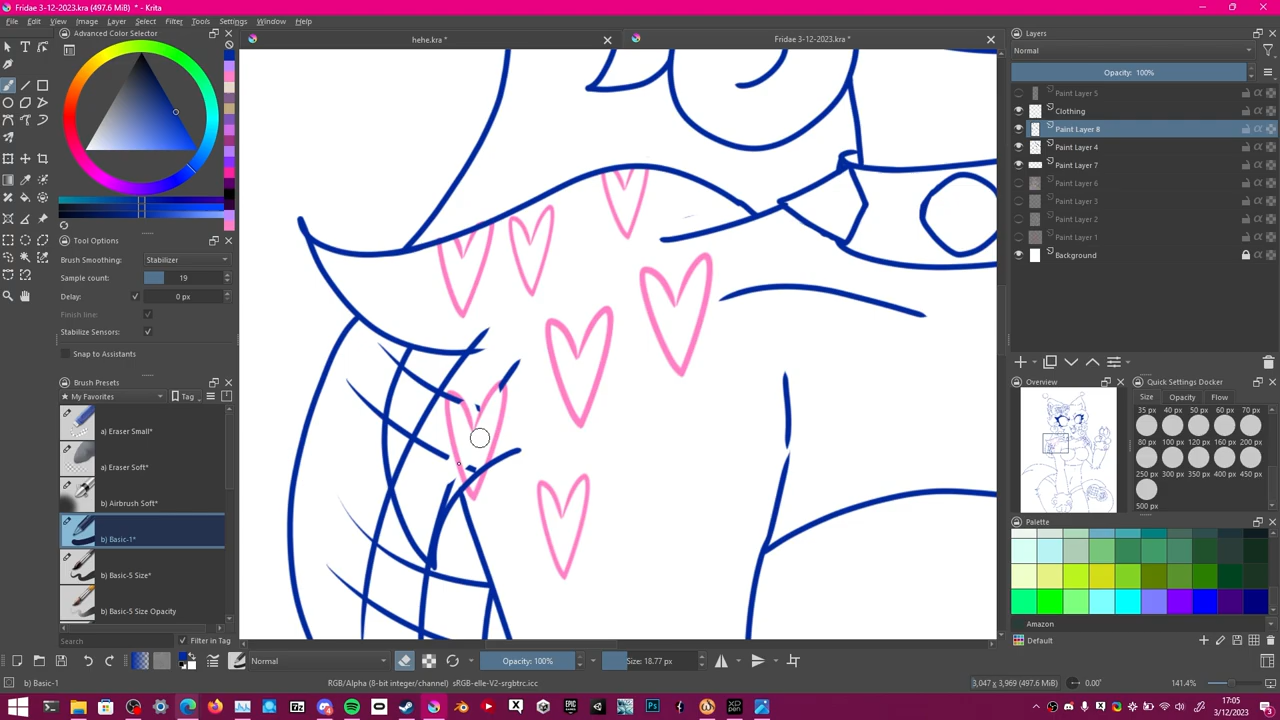 Fridae 3-12-2023.kra (497.6 MiB) * - Krita
File Edit View Image Layer Select Filter Tools Settings Window Help
Advanced Color Selector
hehe.kra *
Fridae 3-12-2023.kra *
Layers
Normal
Opacity: 100%
Paint Layer 5
Clothing
Paint Layer 8
Paint Layer 4
Paint Layer 7
Paint Layer 6
Paint Layer 3
Paint Layer 2
Paint Layer 1
Background
Tool Options
Brush Smoothing: Stabilizer
Sample count: 19
Delay: 0 px
Finish line:
Stabilize Sensors:
Snap to Assistants
Brush Presets
My Favorites Tag
a) Eraser Small*
a) Eraser Soft*
b) Airbrush Soft*
b) Basic-1*
b) Basic-5 Size*
b) Basic-5 Size Opacity
Search Filter in Tag
Overview
Quick Settings Docker
Size Opacity Flow
35 px 40 px 50 px 60 px 70 px
80 px 100 px 120 px 160 px 200 px
250 px 300 px 350 px 400 px 450 px
500 px
Palette
Amazon
Default
Normal
Opacity: 100%
Size: 18.77 px
b) Basic-1
RGB/Alpha (8-bit integer/channel) sRGB-elle-V2-srgbtrc.icc
3,047 x 3,969 (497.6 MiB)
0.00°
141.4%
17:05
3/12/2023